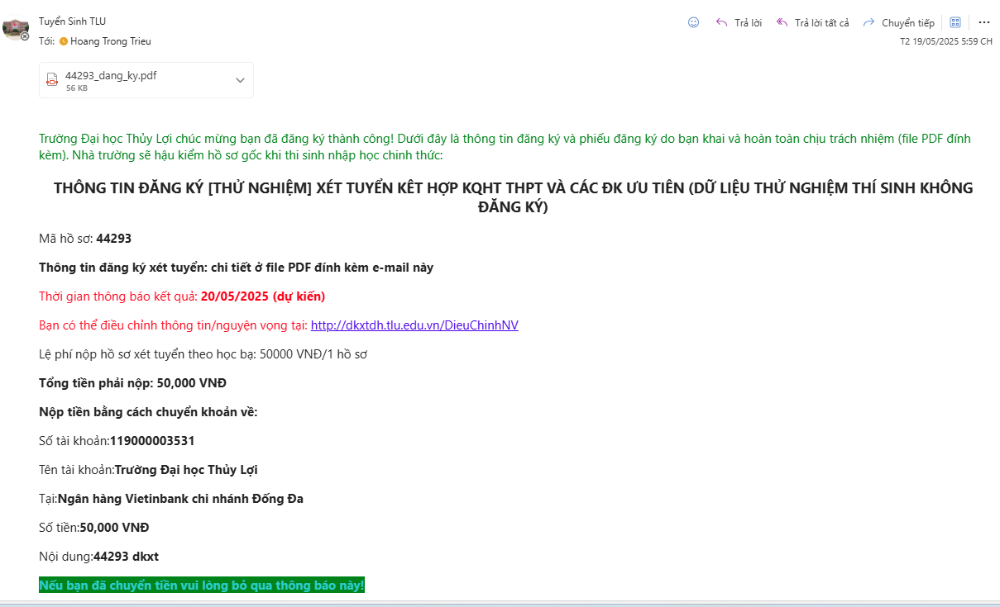 Tuyển Sinh TLU
Trả lời
Trả lời tất cả
Chuyển tiếp
Tới: Hoang Trong Trieu
T2 19/05/2025 5:59 CH
44293_dang_ky.pdf
56 KB
Trường Đại học Thủy Lợi chúc mừng bạn đã đăng ký thành công! Dưới đây là thông tin đăng ký và phiếu đăng ký do bạn khai và hoàn toàn chịu trách nhiệm (file PDF đính
kèm). Nhà trường sẽ hậu kiểm hồ sơ gốc khi thi sinh nhập học chinh thức:
THÔNG TIN ĐĂNG KÝ [THỬ NGHIỆM] XÉT TUYỂN KÊT HỢP KQHT THPT VÀ CÁC ĐK ƯU TIÊN (DỮ LIỆU THỬ NGHIỆM THÍ SINH KHÔNG
ĐĂNG KÝ)
Mã hồ sơ: 44293
Thông tin đăng ký xét tuyển: chi tiết ở file PDF đính kèm e-mail này
Thời gian thông báo kết quả: 20/05/2025 (dự kiến)
Bạn có thể điều chỉnh thông tin/nguyện vọng tại: http://dkxtdh.tlu.edu.vn/DieuChinhNV
Lệ phí nộp hồ sơ xét tuyển theo học bạ: 50000 VNĐ/1 hồ sơ
Tổng tiền phải nộp: 50,000 VNĐ
Nộp tiền bằng cách chuyển khoản về:
Số tài khoản:119000003531
Tên tài khoản:Trường Đại học Thủy Lợi
Tại:Ngân hàng Vietinbank chi nhánh Đống Đa
Số tiền:50,000 VNĐ
Nội dung:44293 dkxt
Nếu bạn đã chuyển tiền vui lòng bỏ qua thông báo này!